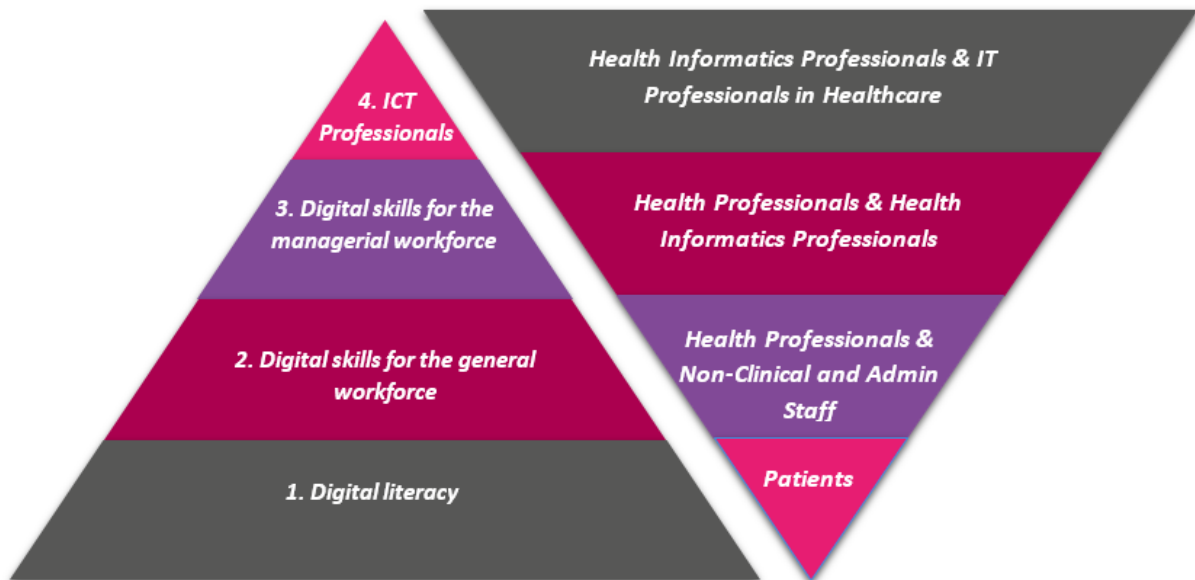 4. ICT
Professionals
3. Digital skills for the
managerial workforce
2. Digital skills for the general
workforce
1. Digital literacy
Health Informatics Professionals & IT
Professionals in Healthcare
Health Professionals & Health
Informatics Professionals
Health Professionals &
Non-Clinical and Admin
Staff
Patients